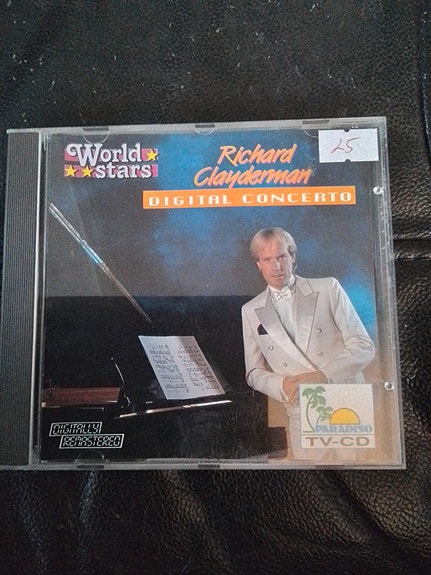 World
stars
Richard
Clayderman
25
DIGITAL CONCERTO
DIGITALLY
REMASTERED
PARADISO
TV-CD